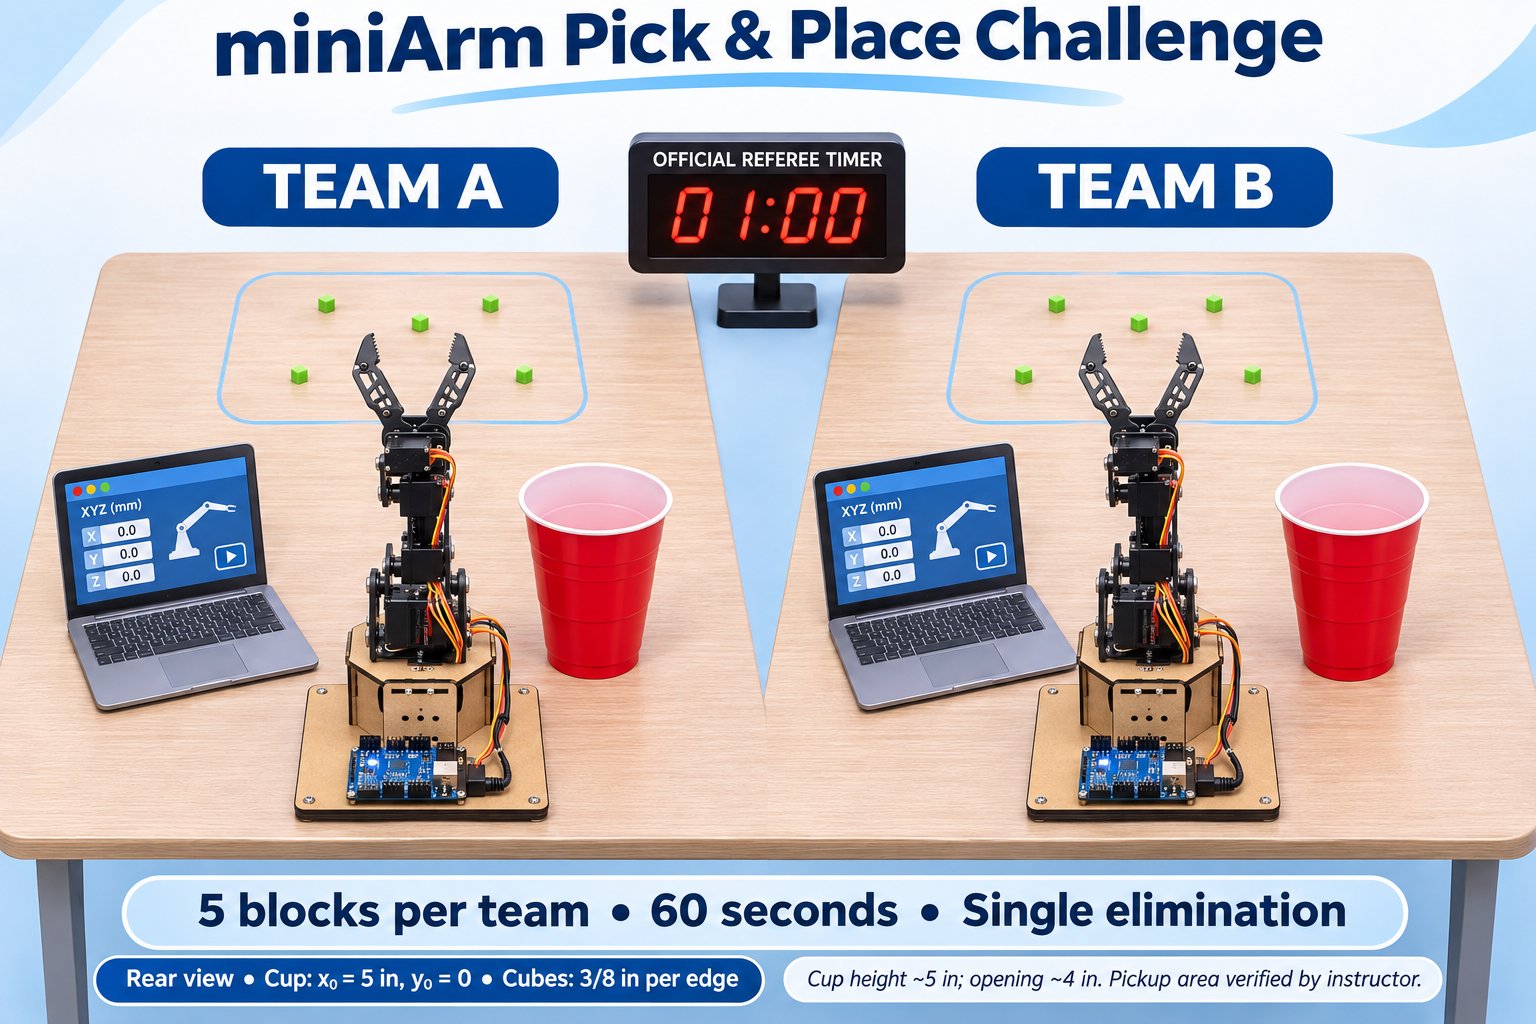 miniArm Pick & Place Challenge
TEAM A
OFFICIAL REFEREE TIMER
01:00
TEAM B
XYZ (mm)
X 0.0
Y 0.0
Z 0.0
XYZ (mm)
X 0.0
Y 0.0
Z 0.0
5 blocks per team • 60 seconds • Single elimination
Rear view • Cup: x₀ = 5 in, y₀ = 0 • Cubes: 3/8 in per edge
Cup height ~5 in; opening ~4 in. Pickup area verified by instructor.